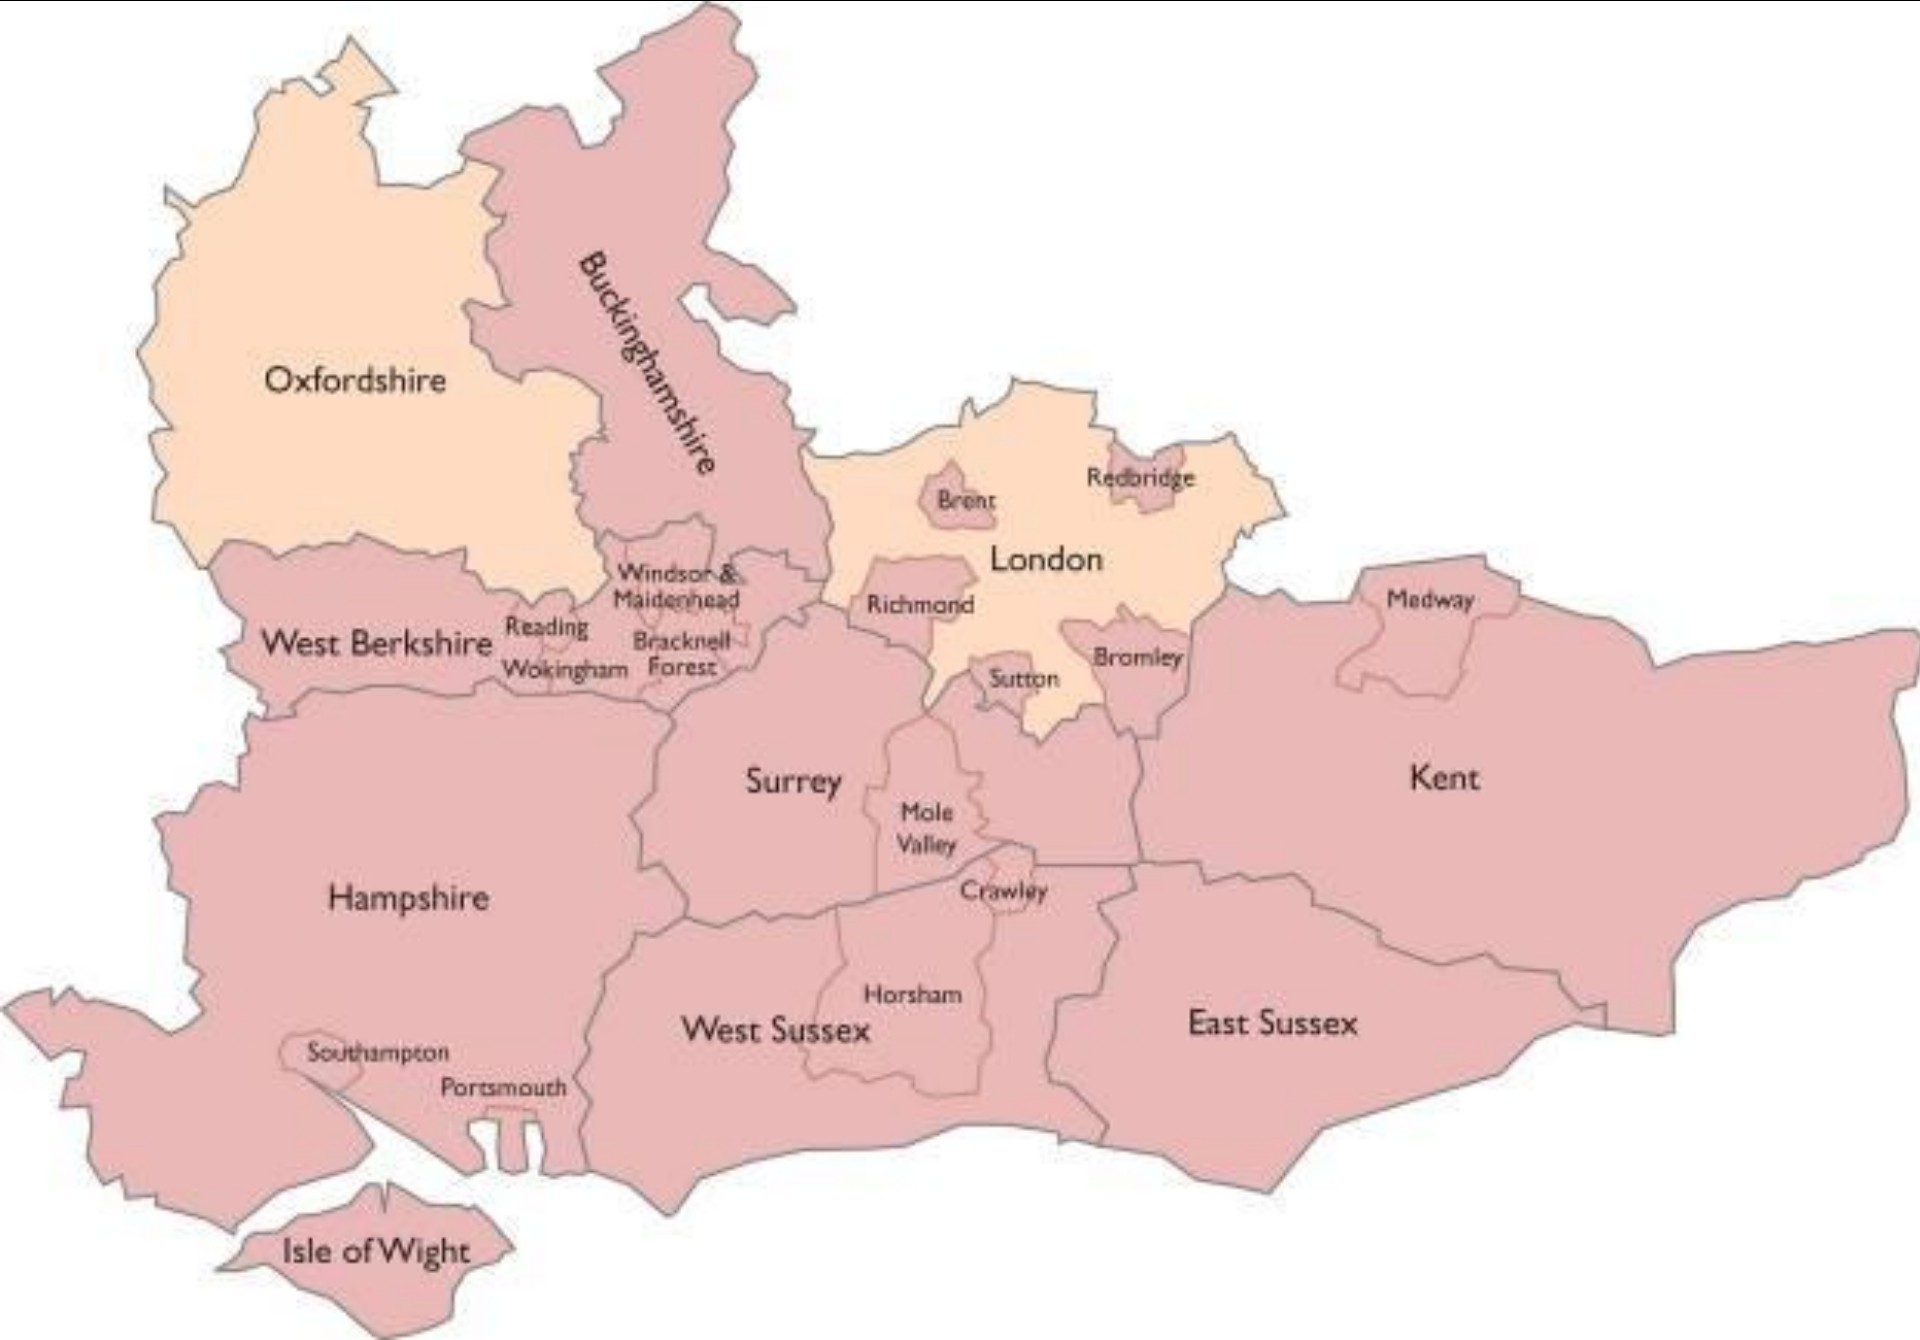 Buckinghamshire
Oxfordshire
Redbridge
Brent
London
Windsor &
Maidenhead
Medway
Richmond
Reading
West Berkshire
Bracknell
Forest
Wokingham
Bromley
Sutton
Surrey
Kent
Mole
Valley
Crawley
Hampshire
Horsham
West Sussex
East Sussex
Southampton
Portsmouth
Isle of Wight